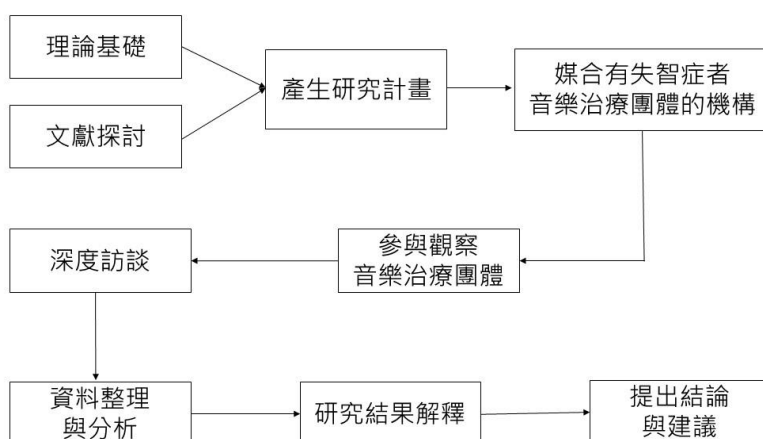 理論基礎
文獻探討
產生研究計畫
媒合有失智症者
音樂治療團體的機構
參與觀察
音樂治療團體
深度訪談
資料整理
與分析
研究結果解釋
提出結論
與建議